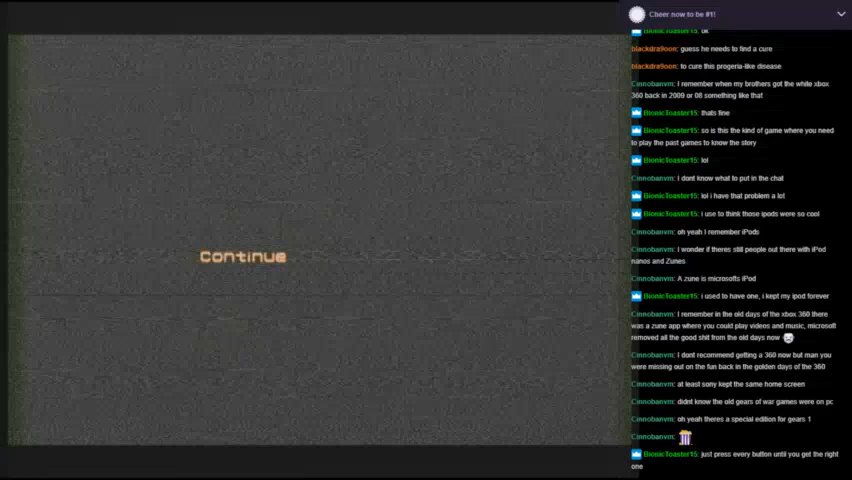 Cheer now to be #1!
BionicToaster15: ok
blackdra9oon: guess he needs to find a cure
blackdra9oon: to cure this progeria-like disease
Cinnobanvm: I remember when my brothers got the white xbox
360 back in 2009 or 08 something like that
BionicToaster15: thats fine
BionicToaster15: so is this the kind of game where you need
to play the past games to know the story
BionicToaster15: lol
Cinnobanvm: I dont know what to put in the chat
BionicToaster15: lol i have that problem a lot
BionicToaster15: i use to think those ipods were so cool
Cinnobanvm: oh yeah I remember iPods
Cinnobanvm: I wonder if theres still people out there with iPod
nanos and Zunes
Cinnobanvm: A zune is microsofts iPod
BionicToaster15: i used to have one, i kept my ipod forever
Cinnobanvm: I remember in the old days of the xbox 360 there
was a zune app where you could play videos and music, microsoft
removed all the good shit from the old days now
Cinnobanvm: I dont recommend getting a 360 now but man you
were missing out on the fun back in the golden days of the 360
Cinnobanvm: at least sony kept the same home screen
Cinnobanvm: didnt know the old gears of war games were on pc
Cinnobanvm: oh yeah theres a special edition for gears 1
Cinnobanvm:
BionicToaster15: just press every button until you get the right
one
Continue